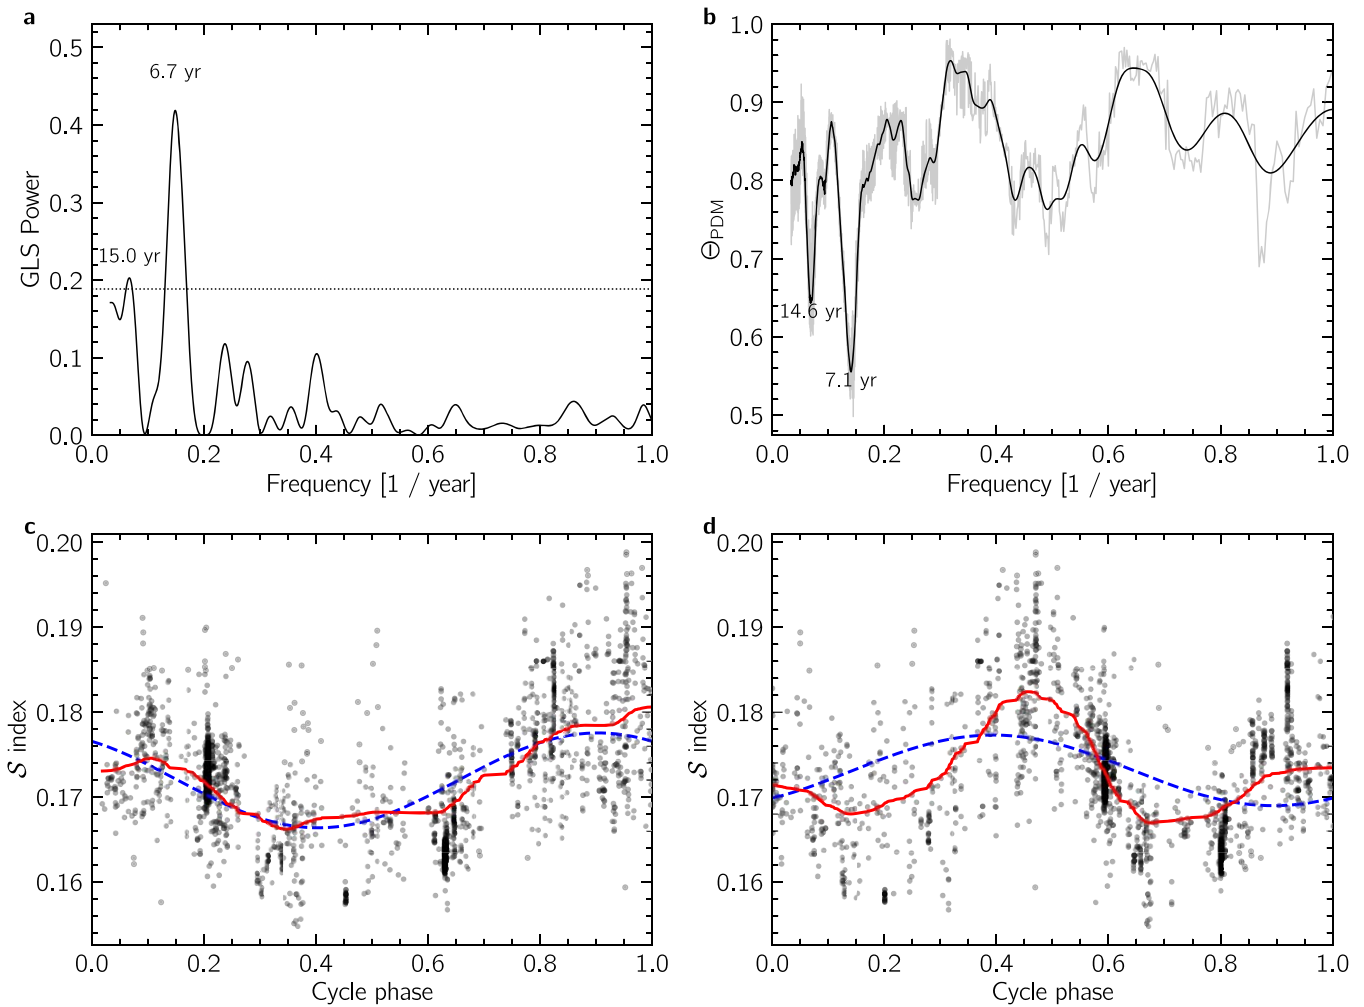 a
0.5
0.4
0.3
0.2
0.1
0.0
GLS Power
6.7 yr
15.0 yr
0.0 0.2 0.4 0.6 0.8 1.0
Frequency [1 / year]
b
1.0
0.9
0.8
0.7
0.6
0.5
Θ_PDM
14.6 yr
7.1 yr
0.0 0.2 0.4 0.6 0.8 1.0
Frequency [1 / year]
c
0.20
0.19
0.18
0.17
0.16
S index
0.0 0.2 0.4 0.6 0.8 1.0
Cycle phase
d
0.20
0.19
0.18
0.17
0.16
S index
0.0 0.2 0.4 0.6 0.8 1.0
Cycle phase